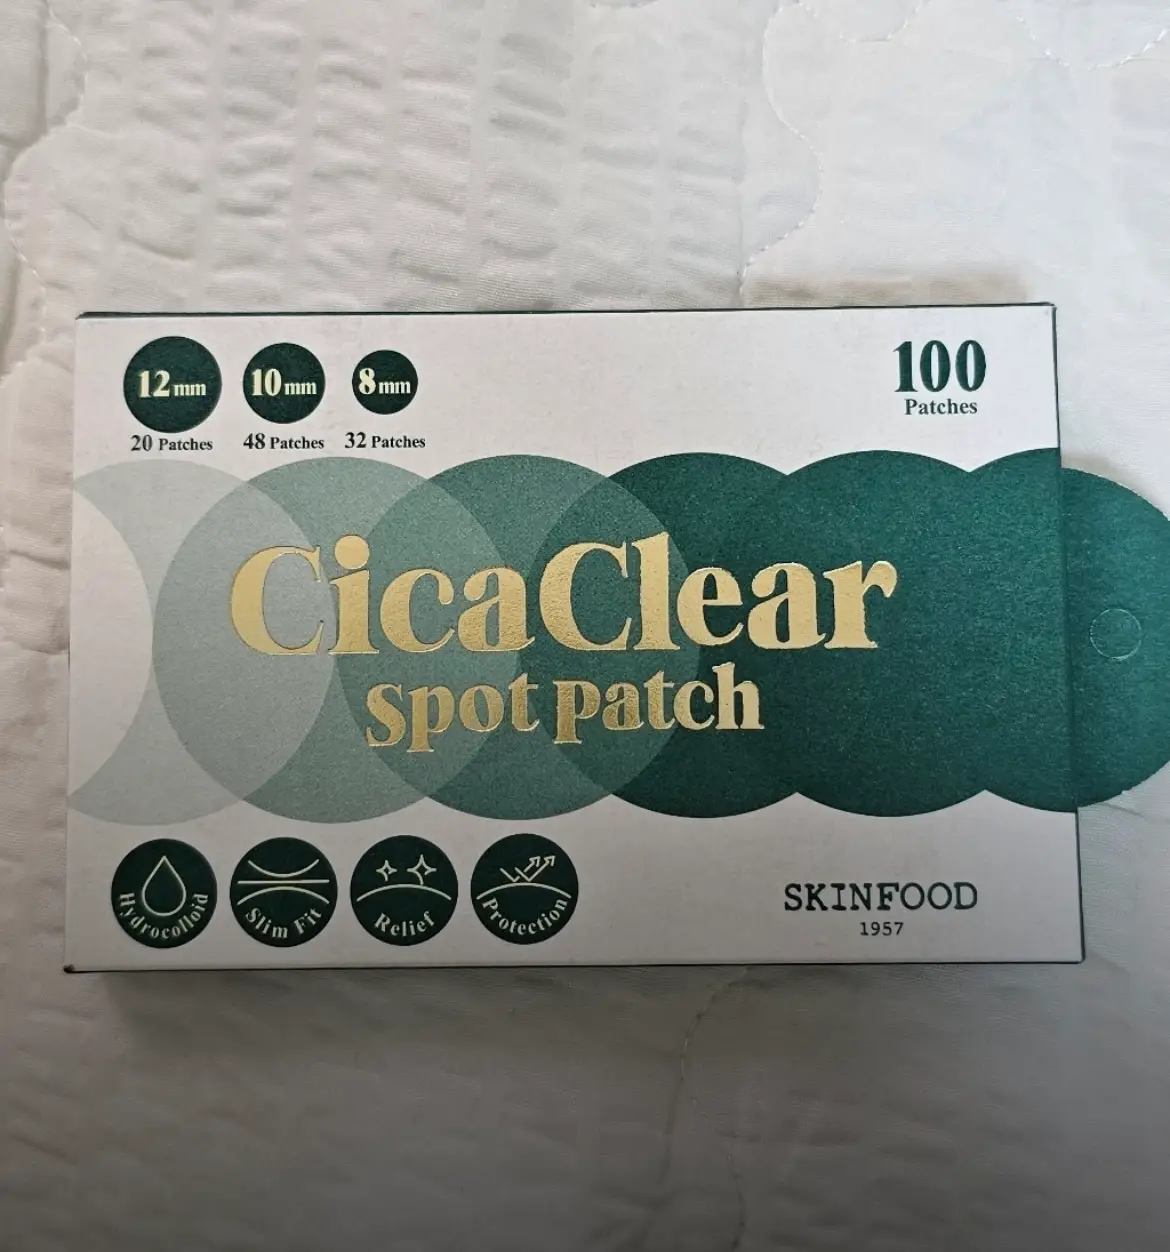 12mm 10mm 8mm
20 Patches 48 Patches 32 Patches
100
Patches
CicaClear
spot patch
Hydrocolloid Slim Fit Relief Protection
SKINFOOD
1957